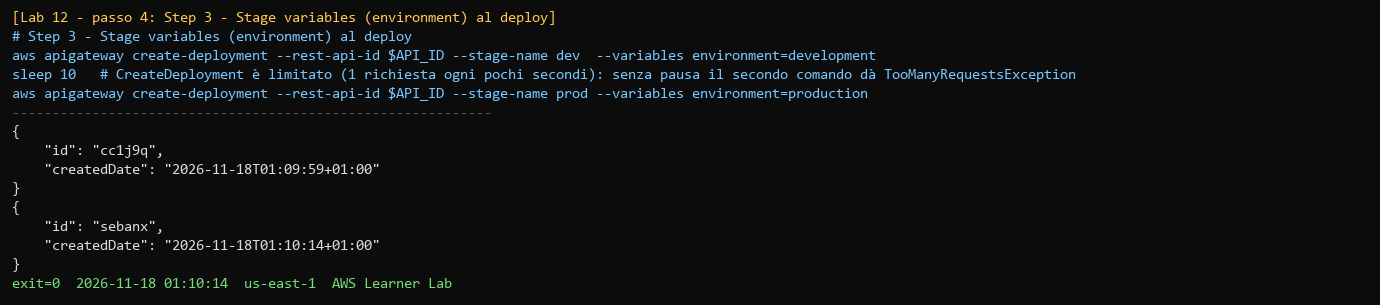 [Lab 12 - passo 4: Step 3 - Stage variables (environment) al deploy]
# Step 3 - Stage variables (environment) al deploy
aws apigateway create-deployment --rest-api-id $API_ID --stage-name dev  --variables environment=development
sleep 10   # CreateDeployment è limitato (1 richiesta ogni pochi secondi): senza pausa il secondo comando dà TooManyRequestsException
aws apigateway create-deployment --rest-api-id $API_ID --stage-name prod --variables environment=production
------------------------------------------------------------
{
    "id": "cc1j9q",
    "createdDate": "2026-11-18T01:09:59+01:00"
}
{
    "id": "sebanx",
    "createdDate": "2026-11-18T01:10:14+01:00"
}
exit=0  2026-11-18 01:10:14  us-east-1  AWS Learner Lab